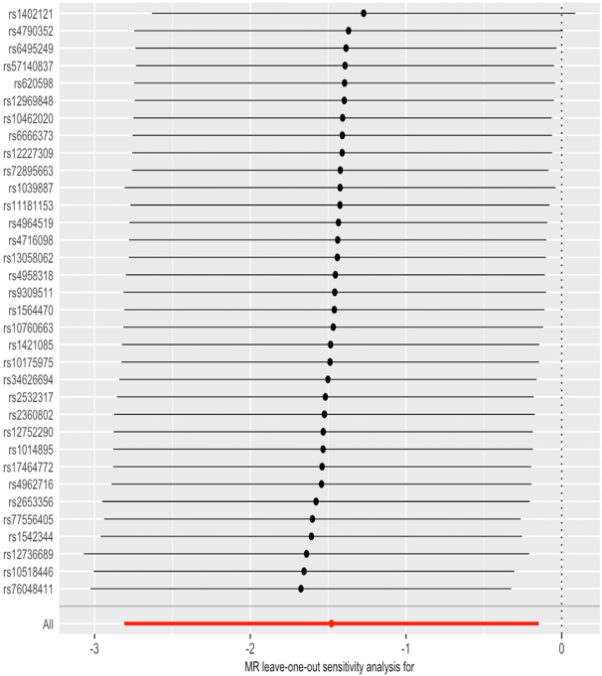 rs1402121
rs4790352
rs6495249
rs57140837
rs620598
rs12969848
rs10462020
rs6666373
rs12227309
rs72895663
rs1039887
rs11181153
rs4964519
rs4716098
rs13058062
rs4958318
rs9309511
rs1564470
rs10760663
rs1421085
rs10175975
rs34626694
rs2532317
rs2360802
rs12752290
rs1014895
rs17464772
rs4962716
rs2653356
rs77556405
rs1542344
rs12736689
rs10518446
rs76048411
All
-3 -2 -1 0
MR leave-one-out sensitivity analysis for